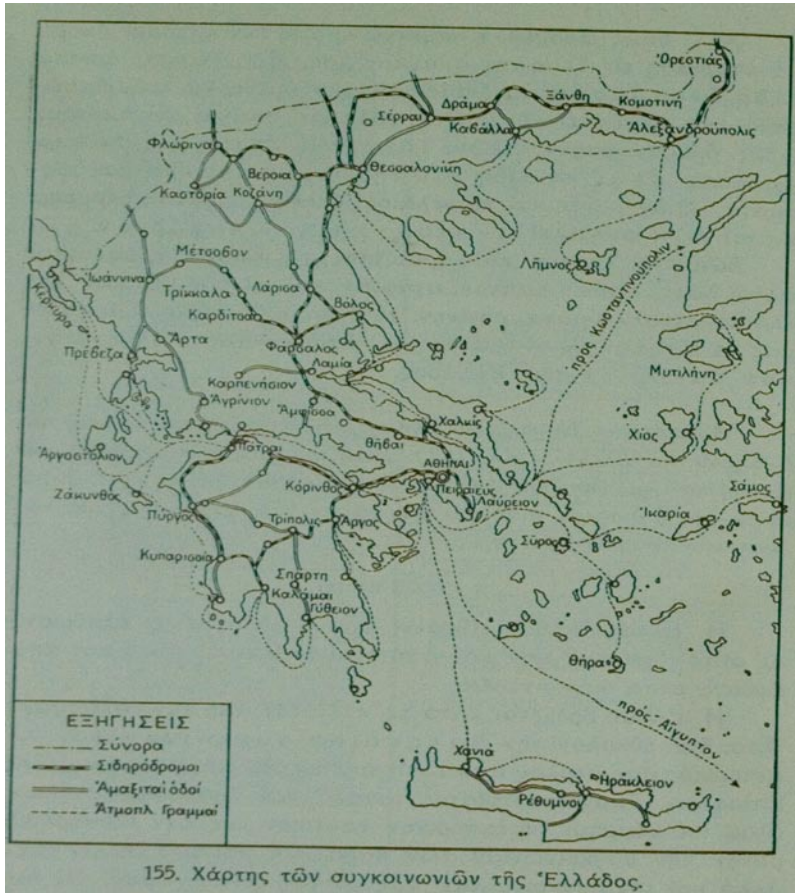 Ὀρεστιάς
Ξάνθη
Δράμα
Κομοτινή
Σέρραι
Καβάλλα
Ἀλεξανδρούπολις
Φλώρινα
Βέροια
Θεσσαλονίκη
Καστορία
Κοζάνη
Μέτσοβον
Λῆμνος
Ἰωάννινα
Κέρκυρα
Τρίκκαλα
Λάρισα
Βόλος
πρὸς Κωσταντινούπολιν
Καρδίτσα
Ἄρτα
Φάρσαλος
Πρέβεζα
Λαμία
Μυτιλήνη
Καρπενήσιον
Ἀγρίνιον
Ἄμφισσα
Χαλκίς
Θῆβαι
Χίος
Ἀργοστόλιον
Πάτραι
ΑΘΗΝΑΙ
Ζάκυνθος
Κόρινθος
Πειραιεύς
Λαύρειον
Σάμος
Πύργος
Τρίπολις
Ἄργος
Ἰκαρία
Κυπαρισσία
Σῦρος
Σπάρτη
Καλάμαι
Γύθειον
Θήρα
πρὸς Αἴγυπτον
Χανιά
Ἡράκλειον
Ρέθυμνον
ΕΞΗΓΗΣΕΙΣ
Σύνορα
Σιδηρόδρομοι
Ἁμαξιταὶ ὁδοί
Ἀτμοπλ. Γραμμαί
155. Χάρτης τῶν συγκοινωνιῶν τῆς Ἑλλάδος.